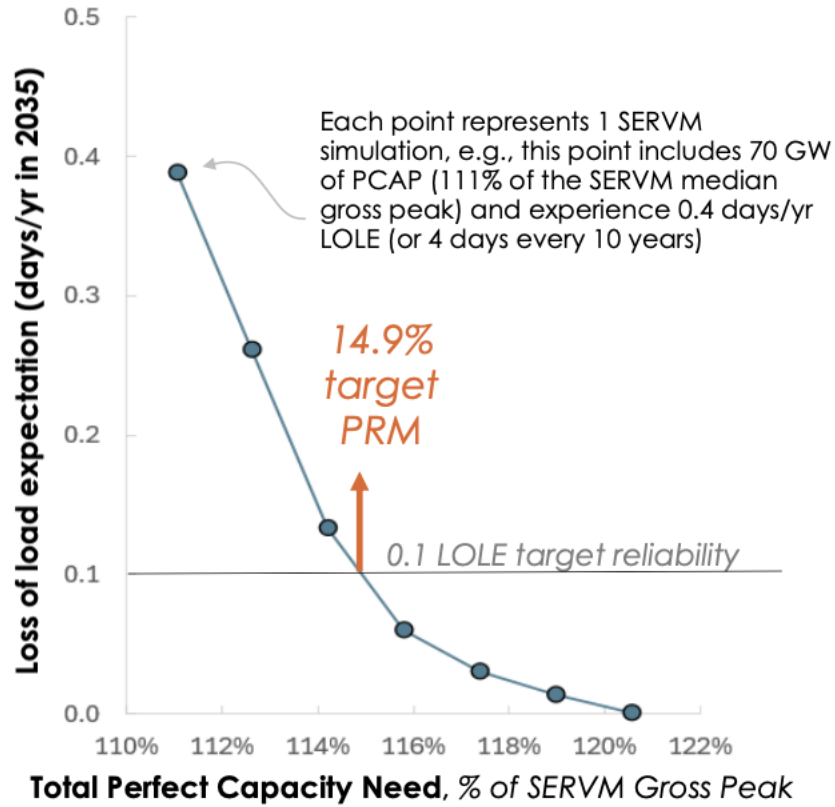 Loss of load expectation (days/yr in 2035)
0.5
0.4
0.3
0.2
0.1
0.0
Each point represents 1 SERVM
simulation, e.g., this point includes 70 GW
of PCAP (111% of the SERVM median
gross peak) and experience 0.4 days/yr
LOLE (or 4 days every 10 years)
14.9%
target
PRM
0.1 LOLE target reliability
110% 112% 114% 116% 118% 120% 122%
Total Perfect Capacity Need, % of SERVM Gross Peak